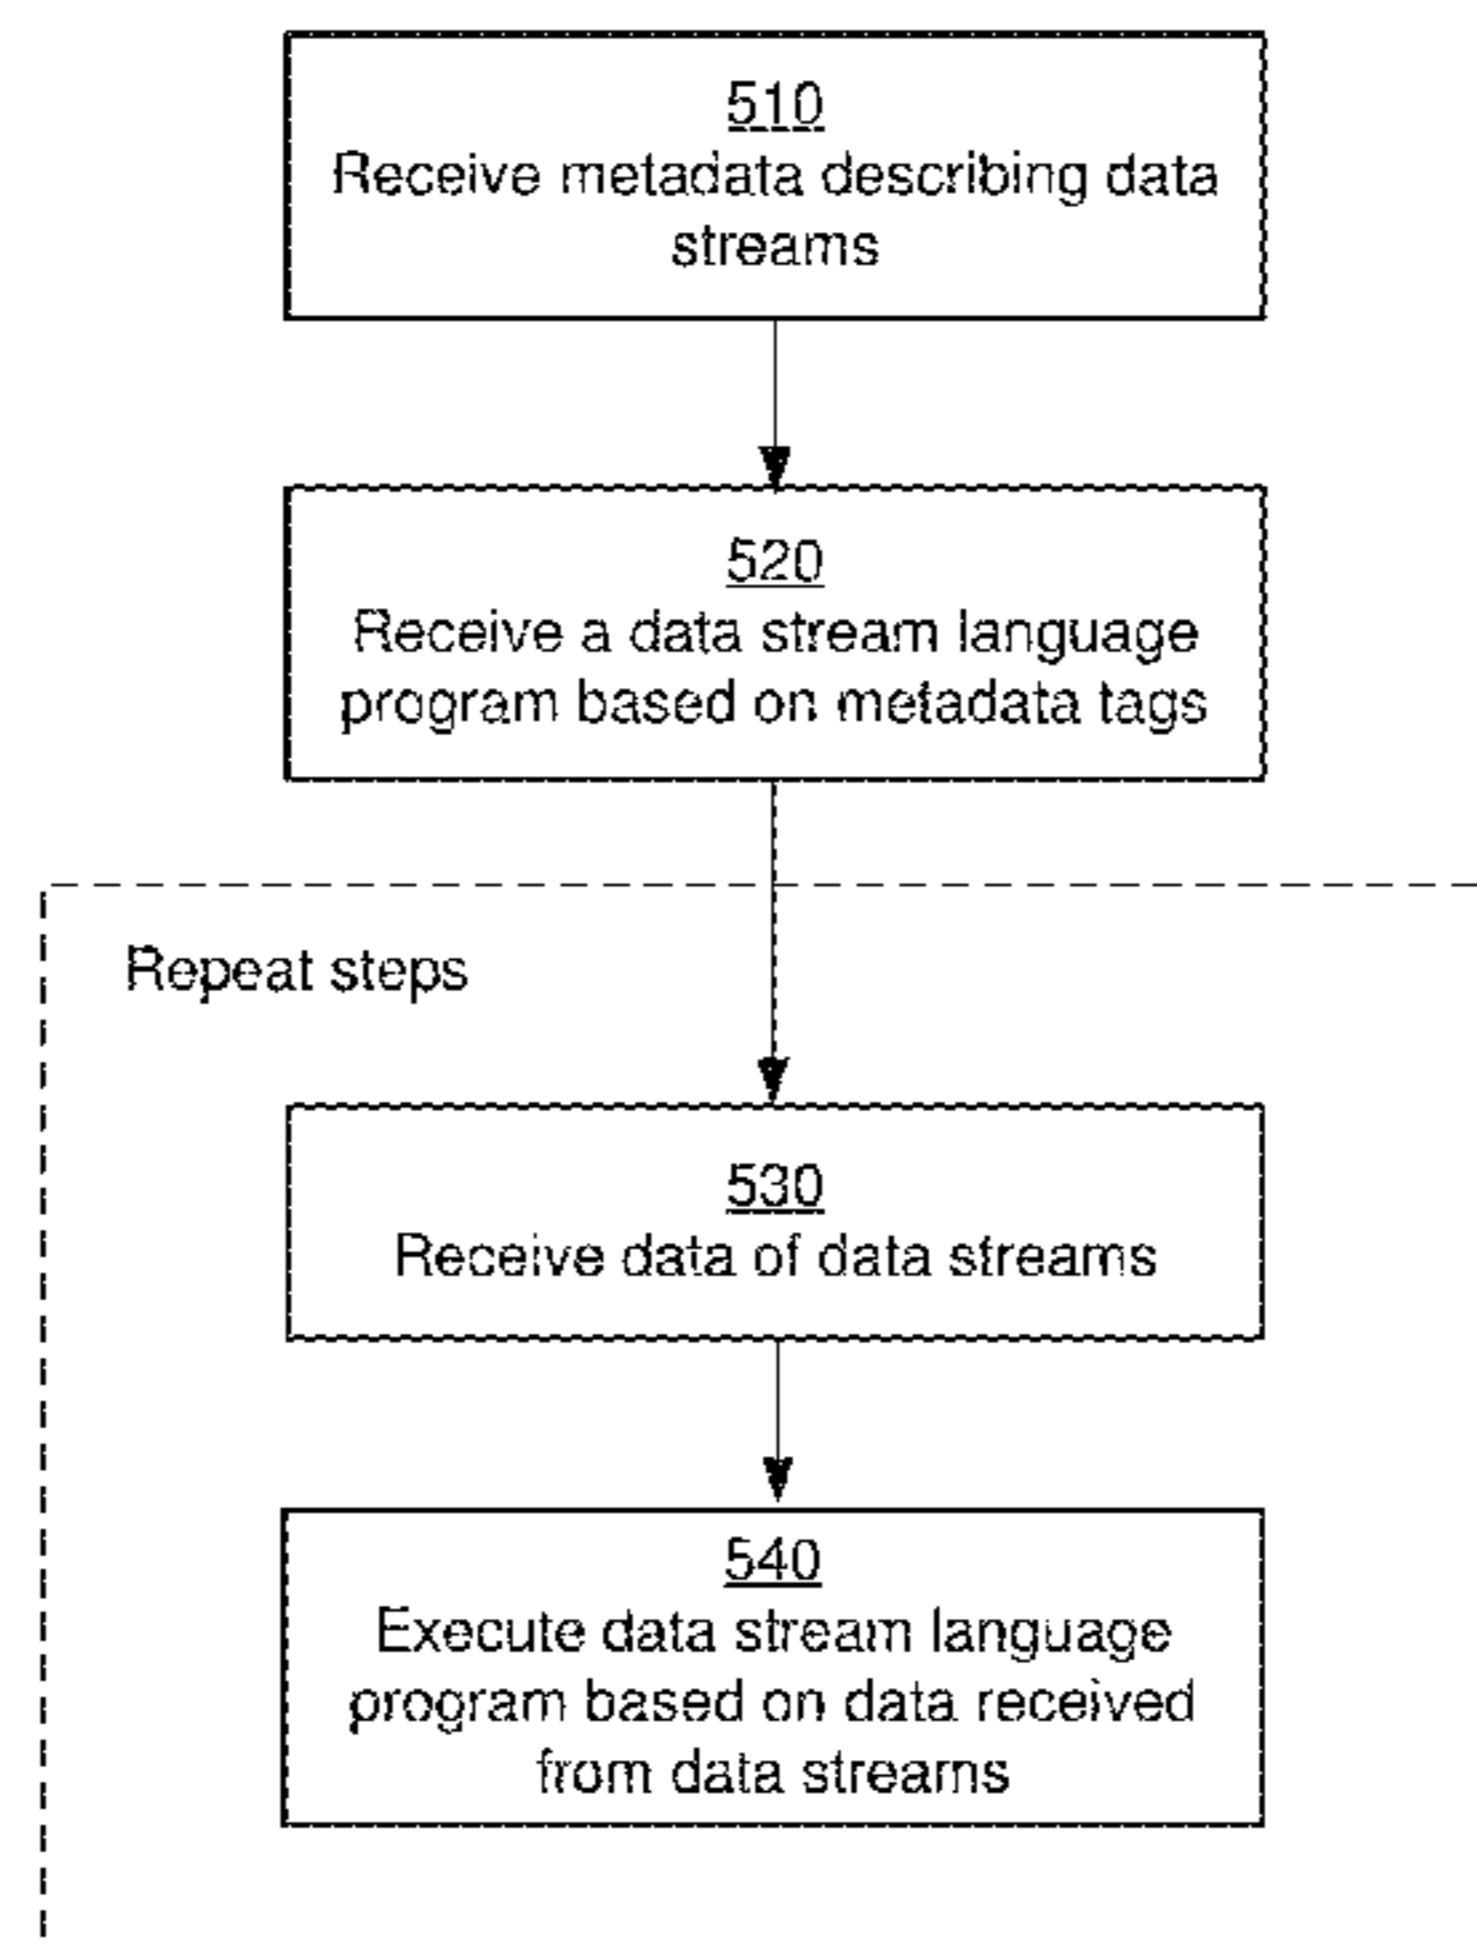 510
Receive metadata describing data
streams
520
Receive a data stream language
program based on metadata tags
Repeat steps
530
Receive data of data streams
540
Execute data stream language
program based on data received
from data streams